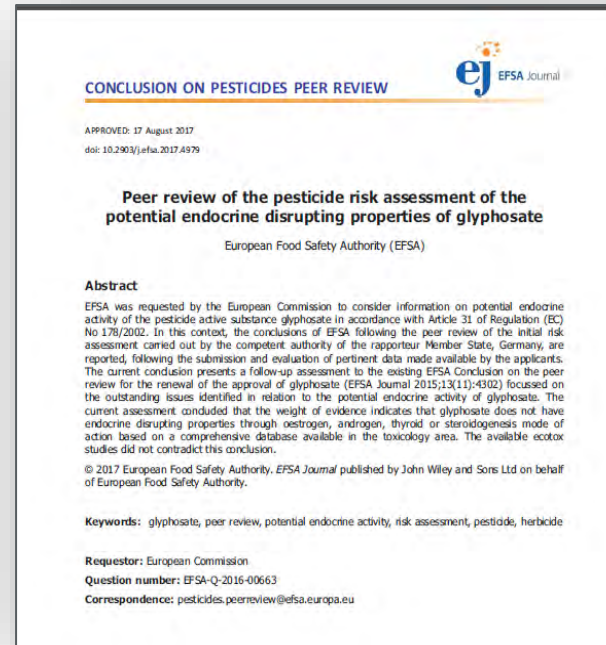 ej EFSA Journal
CONCLUSION ON PESTICIDES PEER REVIEW
APPROVED: 17 August 2017
doi: 10.2903/j.efsa.2017.4979
Peer review of the pesticide risk assessment of the
potential endocrine disrupting properties of glyphosate
European Food Safety Authority (EFSA)
Abstract
EFSA was requested by the European Commission to consider information on potential endocrine
activity of the pesticide active substance glyphosate in accordance with Article 31 of Regulation (EC)
No 178/2002. In this context, the conclusions of EFSA following the peer review of the initial risk
assessment carried out by the competent authority of the rapporteur Member State, Germany, are
reported, following the submission and evaluation of pertinent data made available by the applicants.
The current conclusion presents a follow-up assessment to the existing EFSA Conclusion on the peer
review for the renewal of the approval of glyphosate (EFSA Journal 2015;13(11):4302) focussed on
the outstanding issues identified in relation to the potential endocrine activity of glyphosate. The
current assessment concluded that the weight of evidence indicates that glyphosate does not have
endocrine disrupting properties through oestrogen, androgen, thyroid or steroidogenesis mode of
action based on a comprehensive database available in the toxicology area. The available ecotox
studies did not contradict this conclusion.
© 2017 European Food Safety Authority. EFSA Journal published by John Wiley and Sons Ltd on behalf
of European Food Safety Authority.
Keywords: glyphosate, peer review, potential endocrine activity, risk assessment, pesticide, herbicide
Requestor: European Commission
Question number: EFSA-Q-2016-00663
Correspondence: pesticides.peerreview@efsa.europa.eu